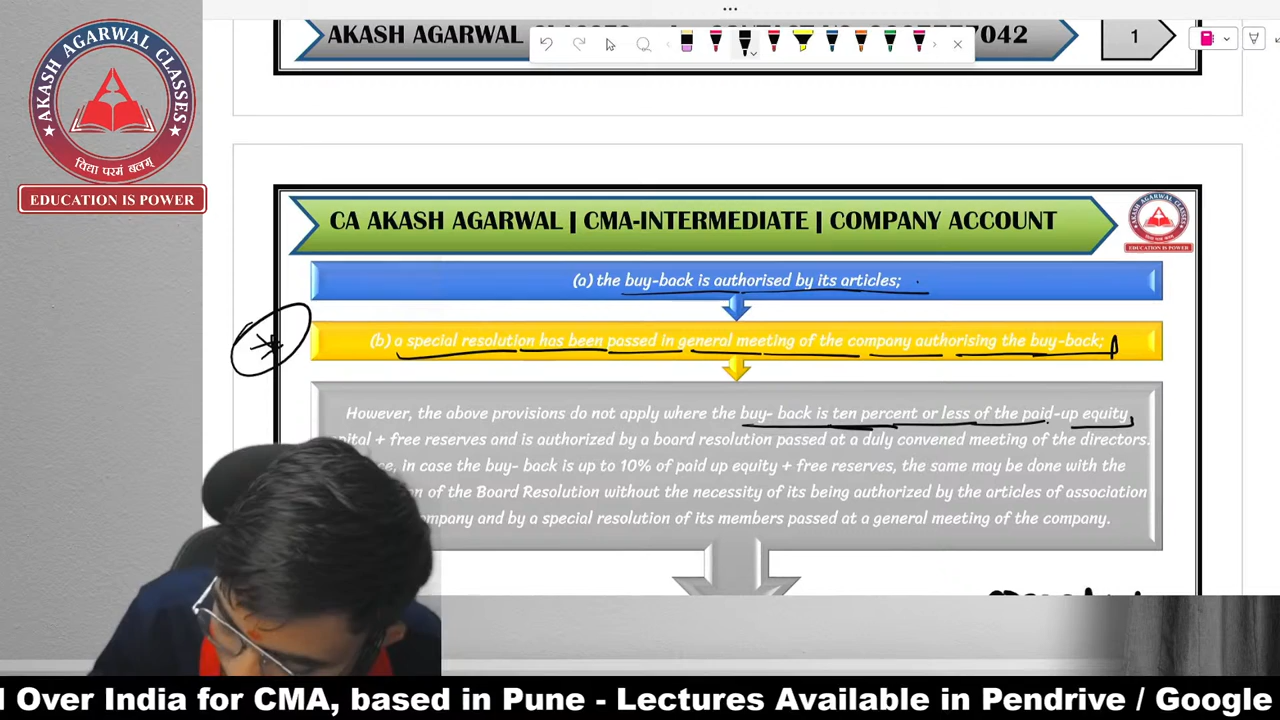 AKASH AGARWAL CLASSES
विद्या परमं बलम्
EDUCATION IS POWER
AKASH AGARWAL
7042
1
CA AKASH AGARWAL | CMA-INTERMEDIATE | COMPANY ACCOUNT
EDUCATION IS POWER
(a) the buy-back is authorised by its articles;
(b) a special resolution has been passed in general meeting of the company authorising the buy-back;
However, the above provisions do not apply where the buy- back is ten percent or less of the paid-up equity
+ free reserves and is authorized by a board resolution passed at a duly convened meeting of the directors.
in case the buy- back is up to 10% of paid up equity + free reserves, the same may be done with the
of the Board Resolution without the necessity of its being authorized by the articles of association
and by a special resolution of its members passed at a general meeting of the company.
Over India for CMA, based in Pune - Lectures Available in Pendrive / Google